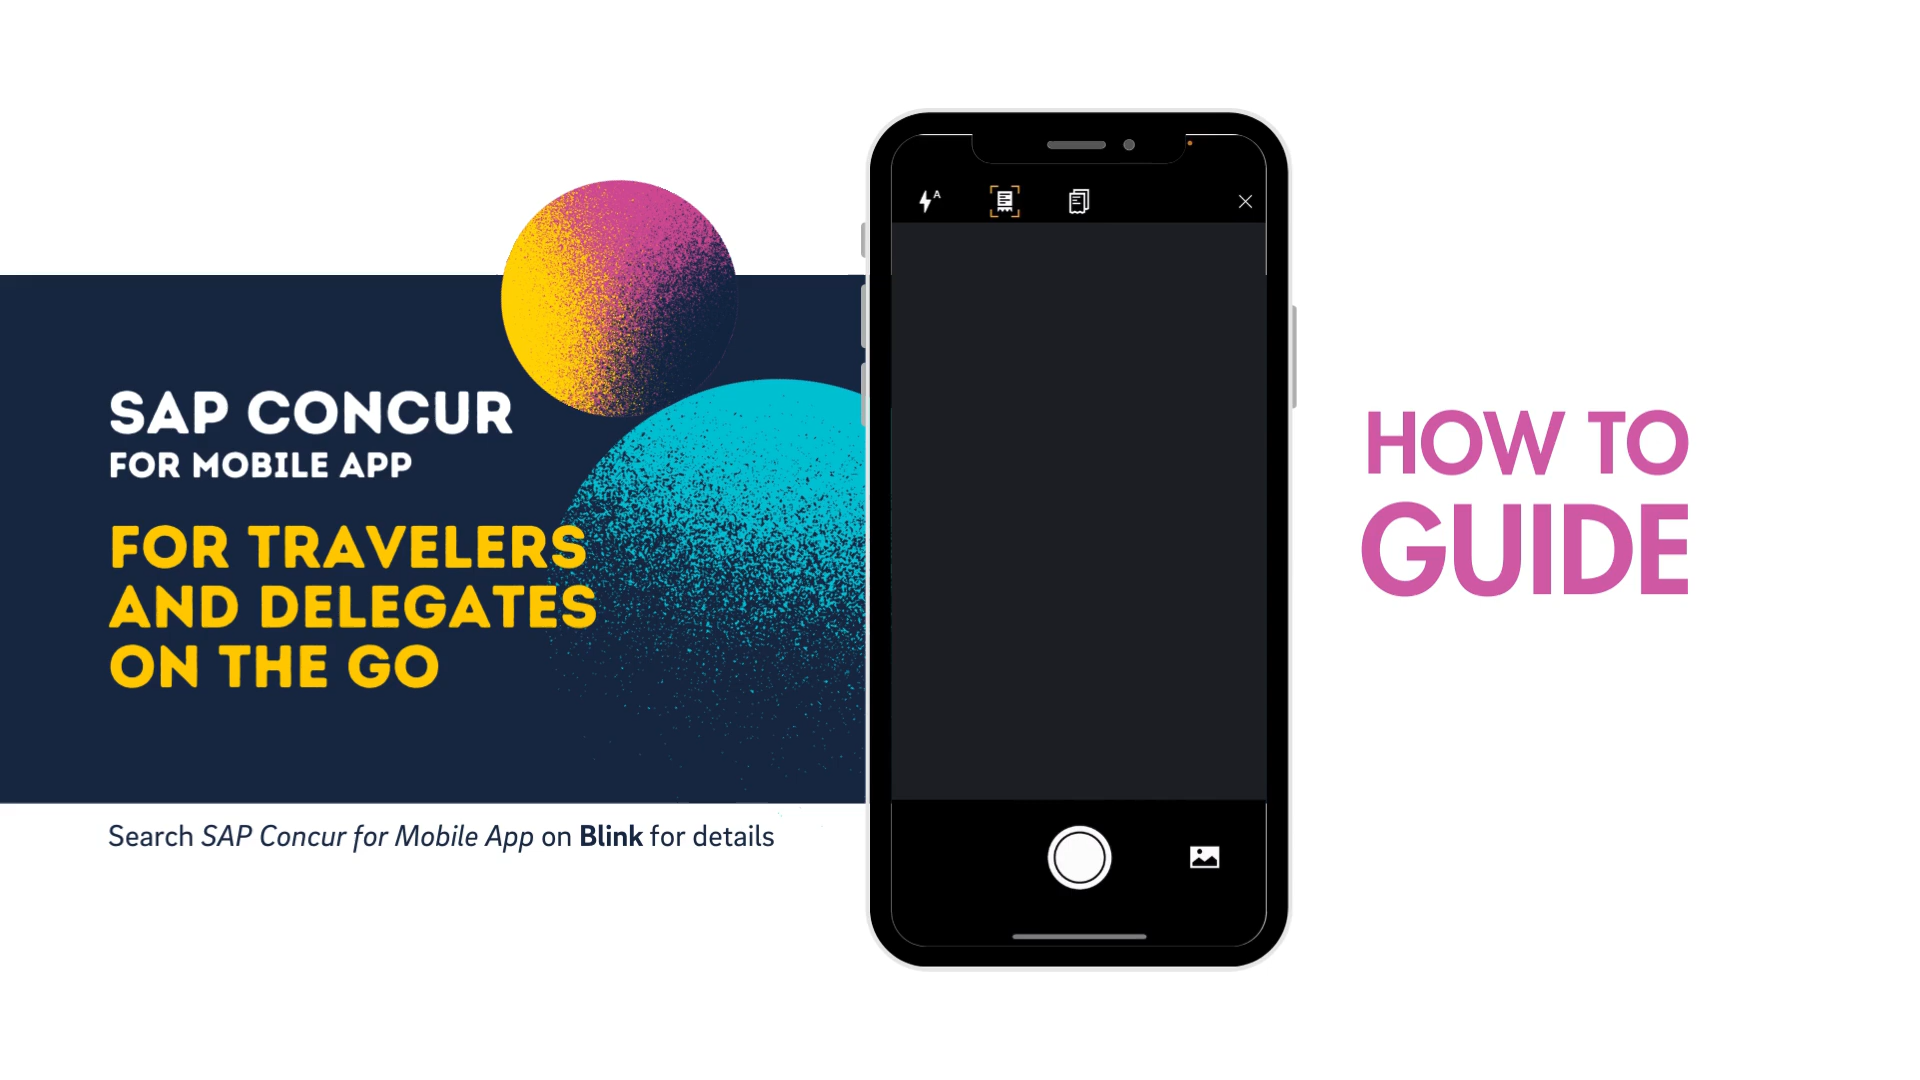 SAP CONCUR
FOR MOBILE APP
FOR TRAVELERS
AND DELEGATES
ON THE GO
Search SAP Concur for Mobile App on Blink for details
A
HOW TO
GUIDE